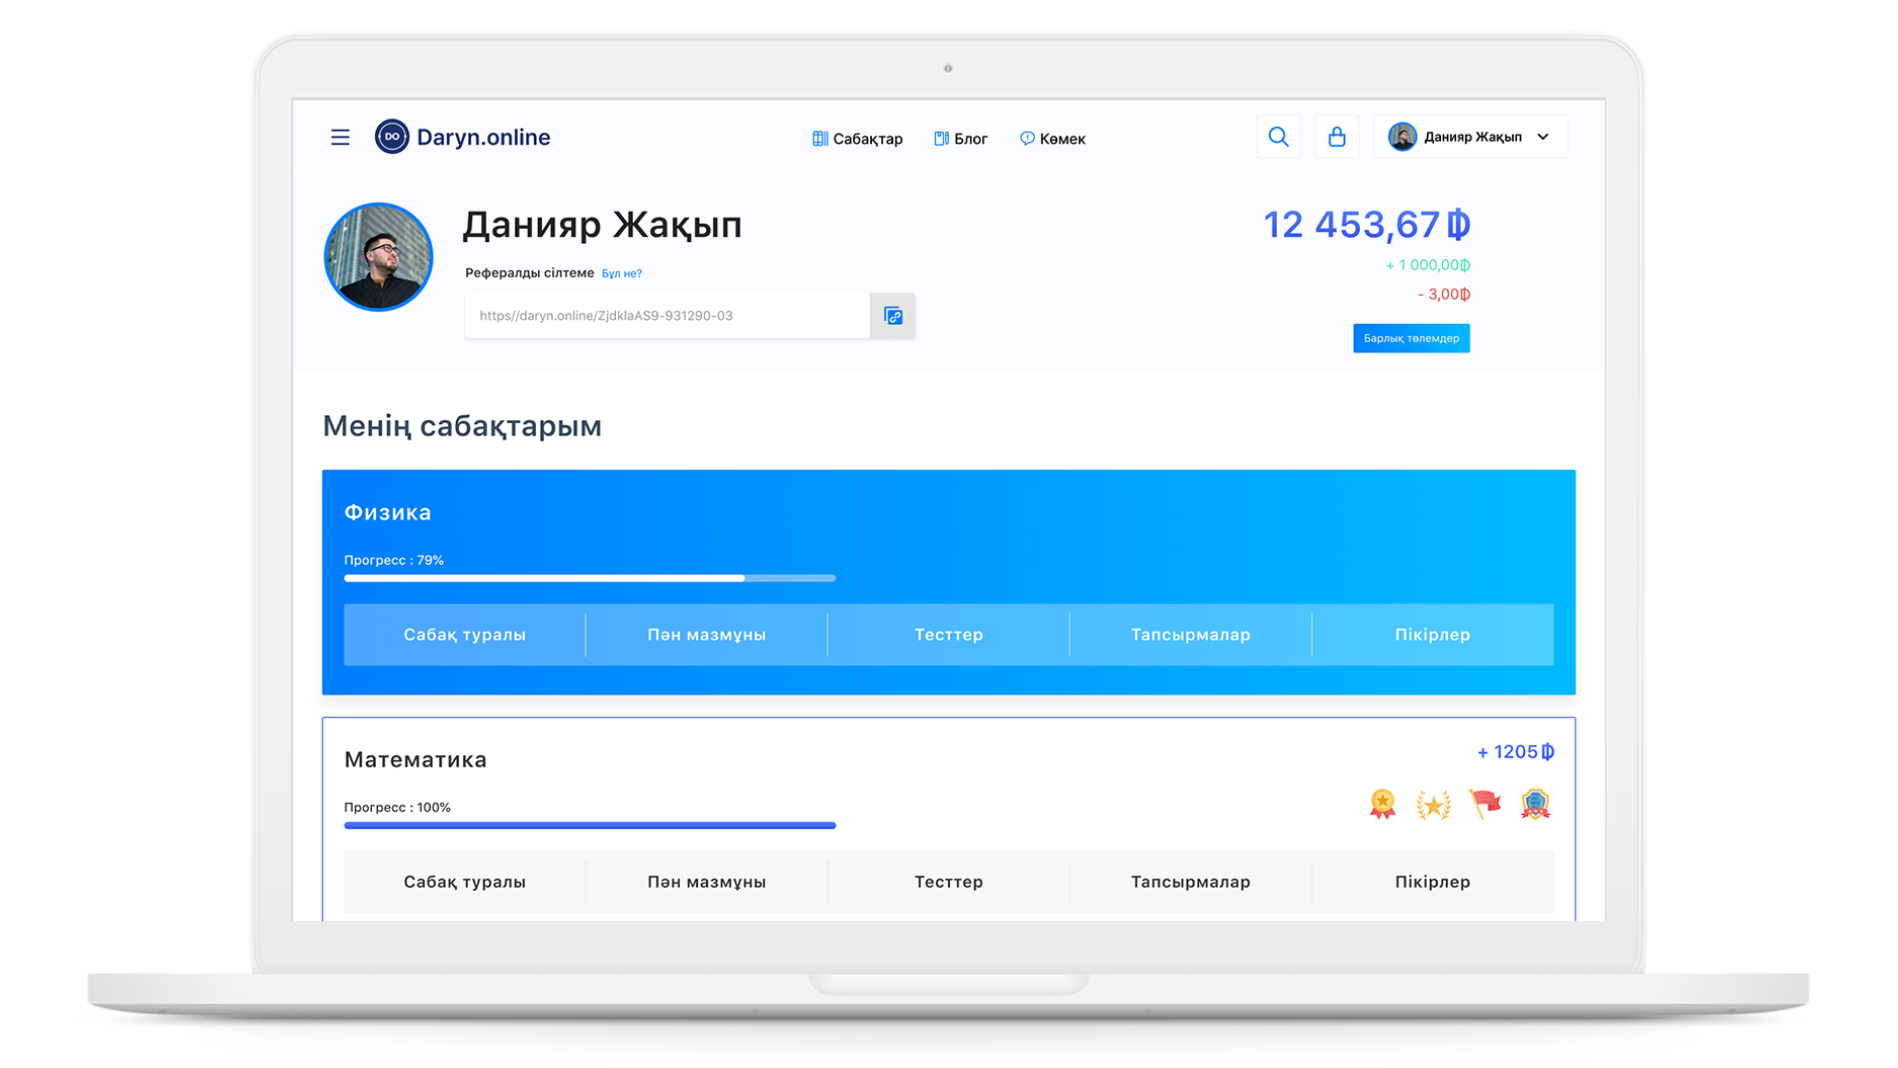 DO Daryn.online Сабақтар Блог Көмек Данияр Жақып
Данияр Жақып
12 453,67
Рефералды сілтеме Бұл не?
+ 1 000,00
- 3,00
https//daryn.online/ZjdklaAS9-931290-03
Барлық төлемдер
Менің сабақтарым
Физика
Прогресс : 79%
Сабақ туралы Пән мазмұны Тесттер Тапсырмалар Пікірлер
Математика
+ 1205
Прогресс : 100%
Сабақ туралы Пән мазмұны Тесттер Тапсырмалар Пікірлер